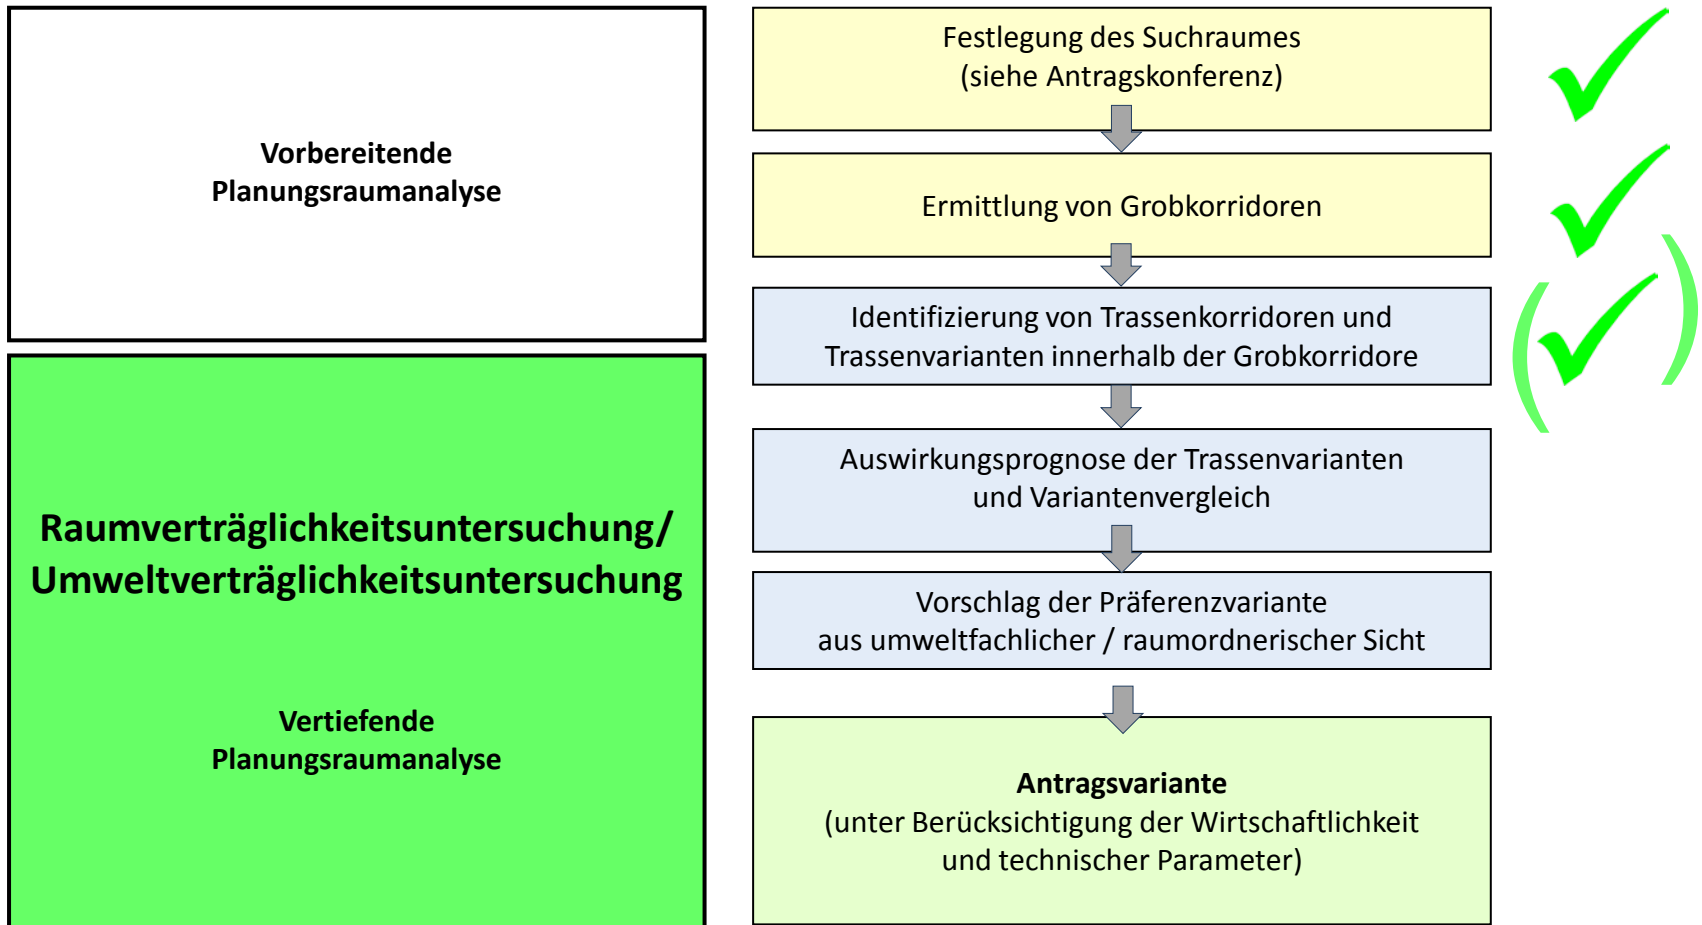 Vorbereitende
Planungsraumanalyse
Raumverträglichkeitsuntersuchung/
Umweltverträglichkeitsuntersuchung
Vertiefende
Planungsraumanalyse
Festlegung des Suchraumes
(siehe Antragskonferenz)
Ermittlung von Grobkorridoren
Identifizierung von Trassenkorridoren und
Trassenvarianten innerhalb der Grobkorridore
Auswirkungsprognose der Trassenvarianten
und Variantenvergleich
Vorschlag der Präferenzvariante
aus umweltfachlicher / raumordnerischer Sicht
Antragsvariante
(unter Berücksichtigung der Wirtschaftlichkeit
und technischer Parameter)